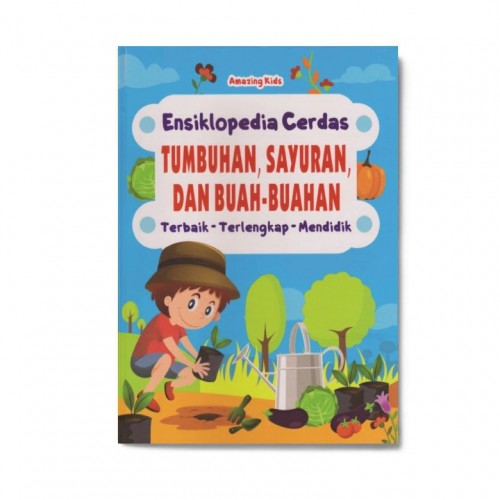 Amazing Kids
Ensiklopedia Cerdas
TUMBUHAN, SAYURAN,
DAN BUAH-BUAHAN
Terbaik - Terlengkap - Mendidik